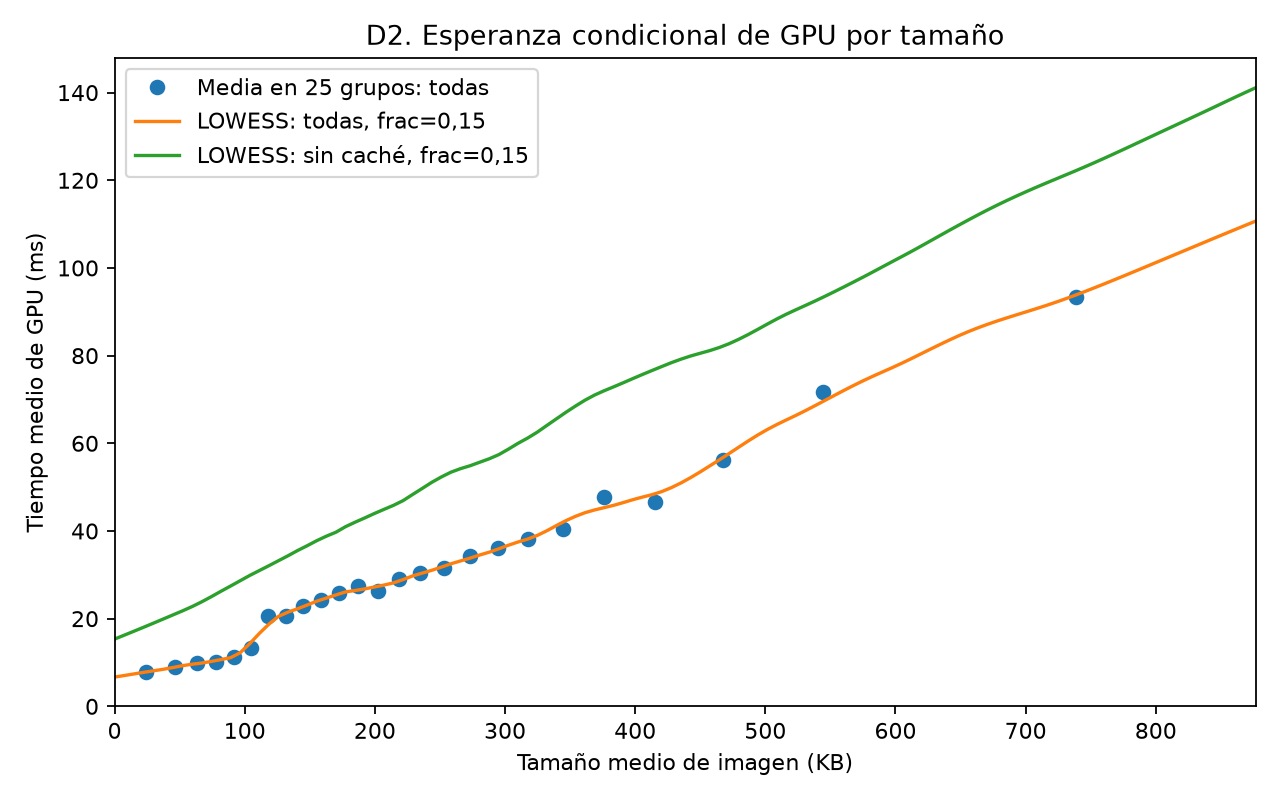 D2. Esperanza condicional de GPU por tamaño
Media en 25 grupos: todas
LOWESS: todas, frac=0,15
LOWESS: sin caché, frac=0,15
Tiempo medio de GPU (ms)
140
120
100
80
60
40
20
0
0 100 200 300 400 500 600 700 800
Tamaño medio de imagen (KB)